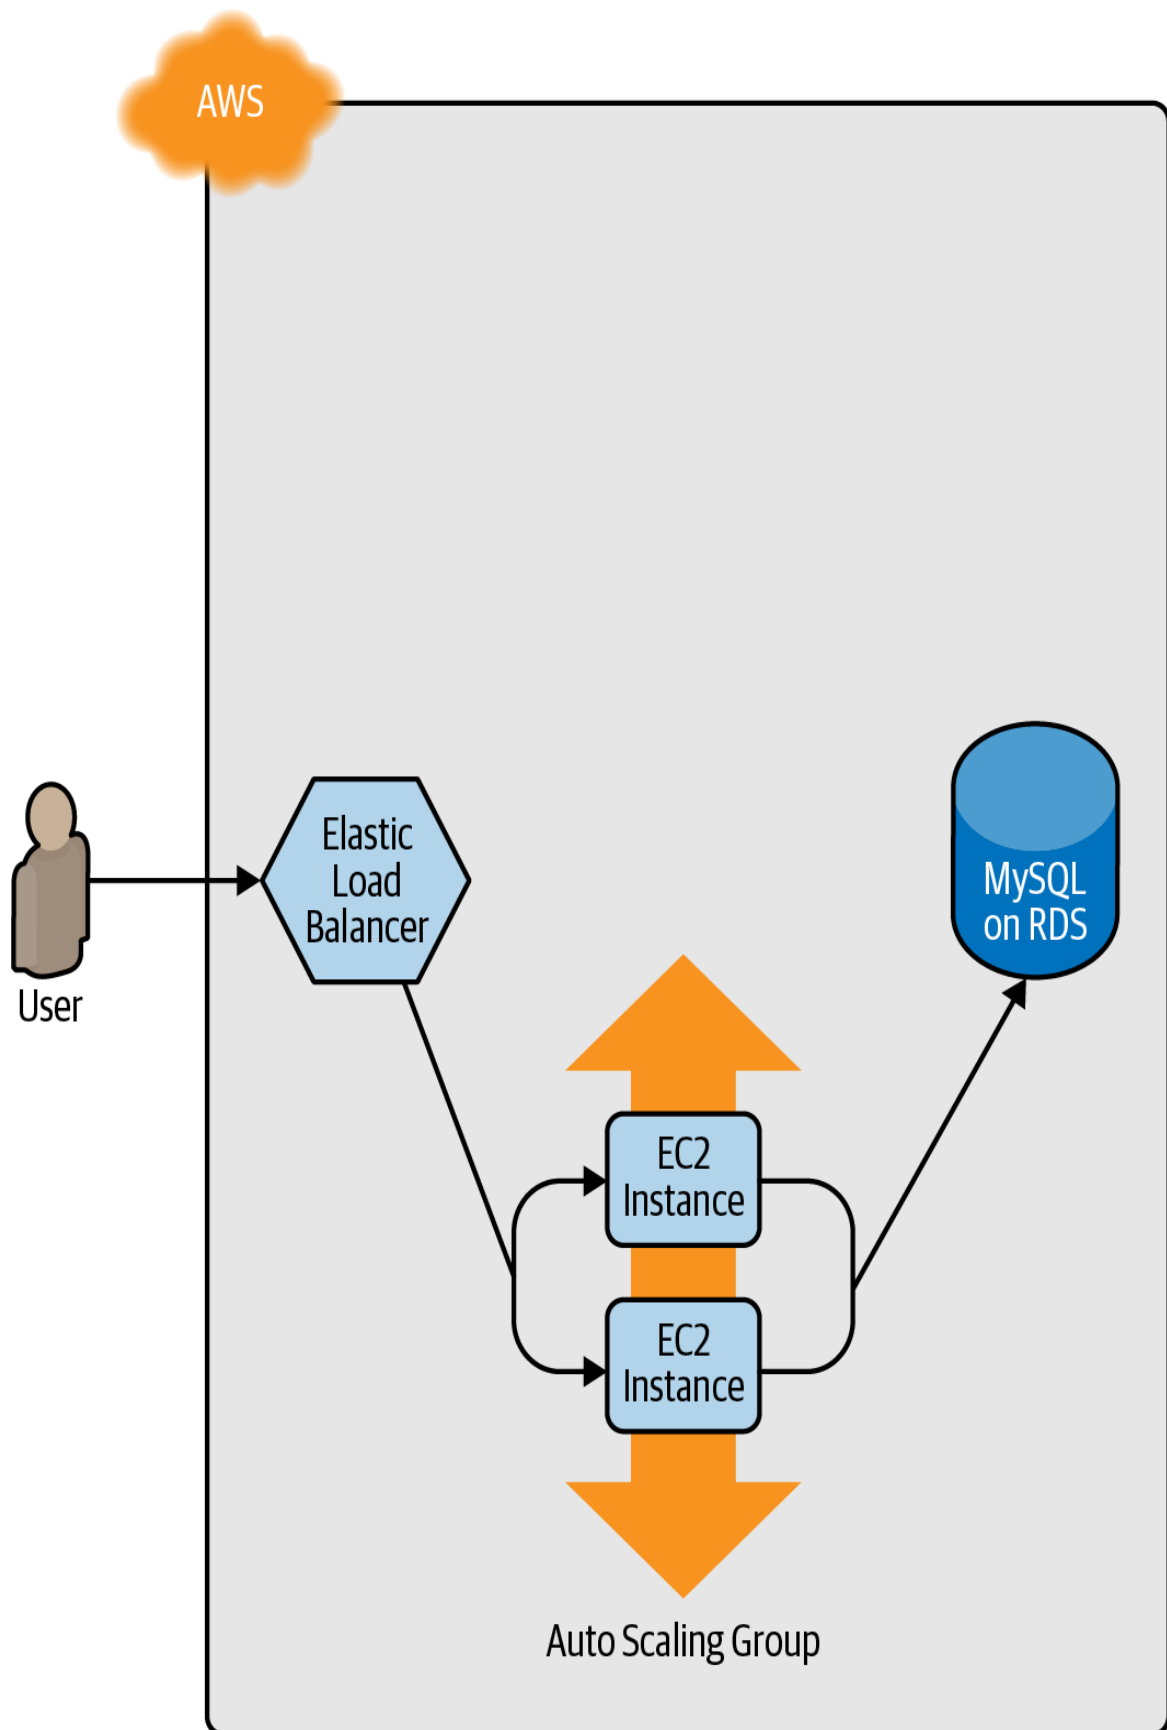 AWS
Elastic
Load
Balancer
MySQL
on RDS
User
EC2
Instance
EC2
Instance
Auto Scaling Group